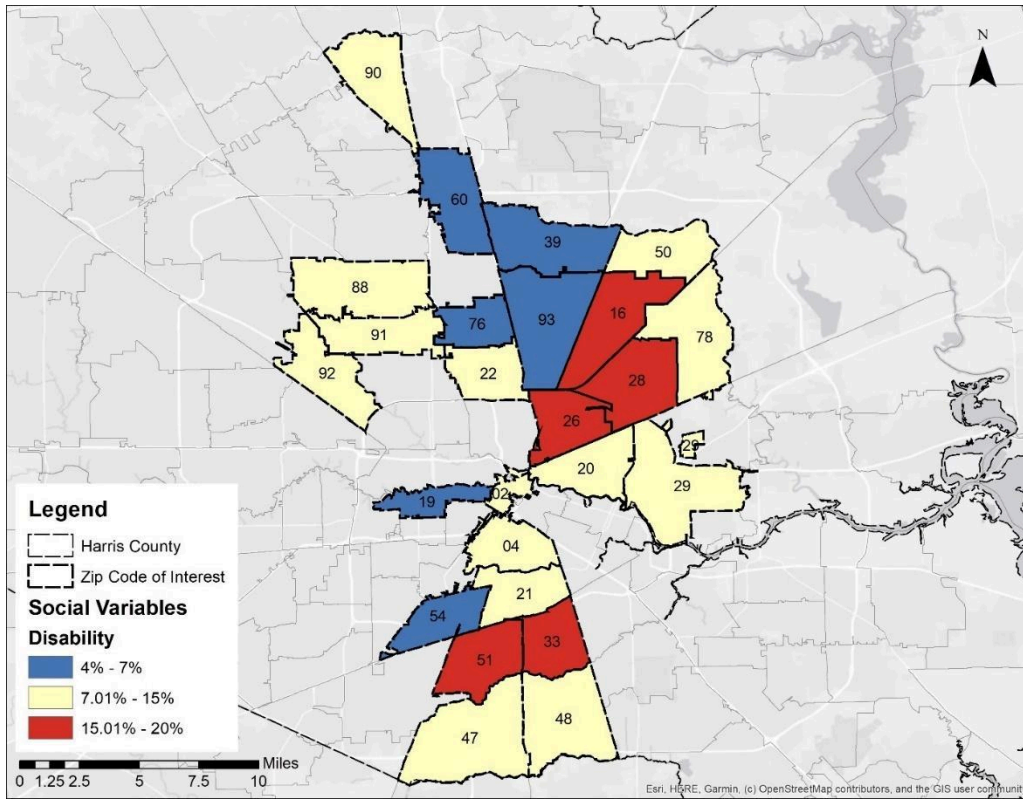 N
90
60
39
50
88
16
78
76
93
91
92
22
28
26
29
20
29
19
02
04
21
54
33
51
48
47
Legend
Harris County
Zip Code of Interest
Social Variables
Disability
4% - 7%
7.01% - 15%
15.01% - 20%
Miles
0 1.25 2.5 5 7.5 10
Esri, HERE, Garmin, (c) OpenStreetMap contributors, and the GIS user communit